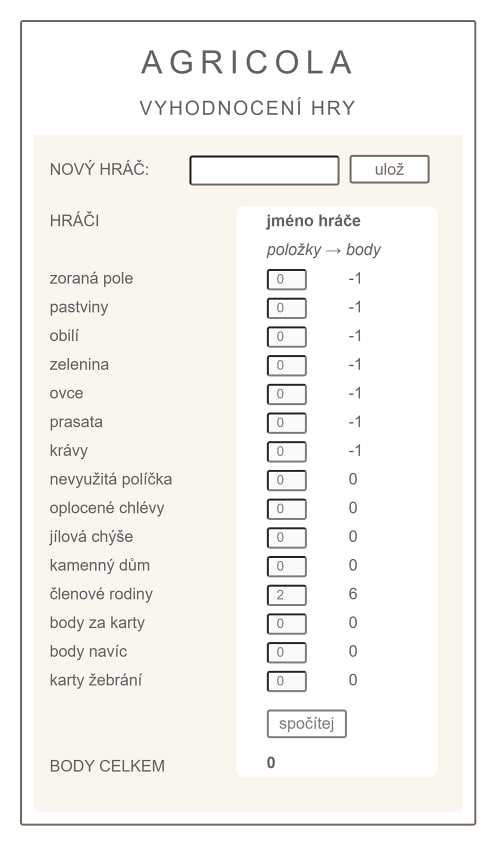 AGRICOLA
VYHODNOCENÍ HRY
NOVÝ HRÁČ: ulož
HRÁČI jméno hráče
položky → body
zoraná pole 0 -1
pastviny 0 -1
obilí 0 -1
zelenina 0 -1
ovce 0 -1
prasata 0 -1
krávy 0 -1
nevyužitá políčka 0 0
oplocené chlévy 0 0
jílová chýše 0 0
kamenný dům 0 0
členové rodiny 2 6
body za karty 0 0
body navíc 0 0
karty žebrání 0 0
spočítej
BODY CELKEM 0